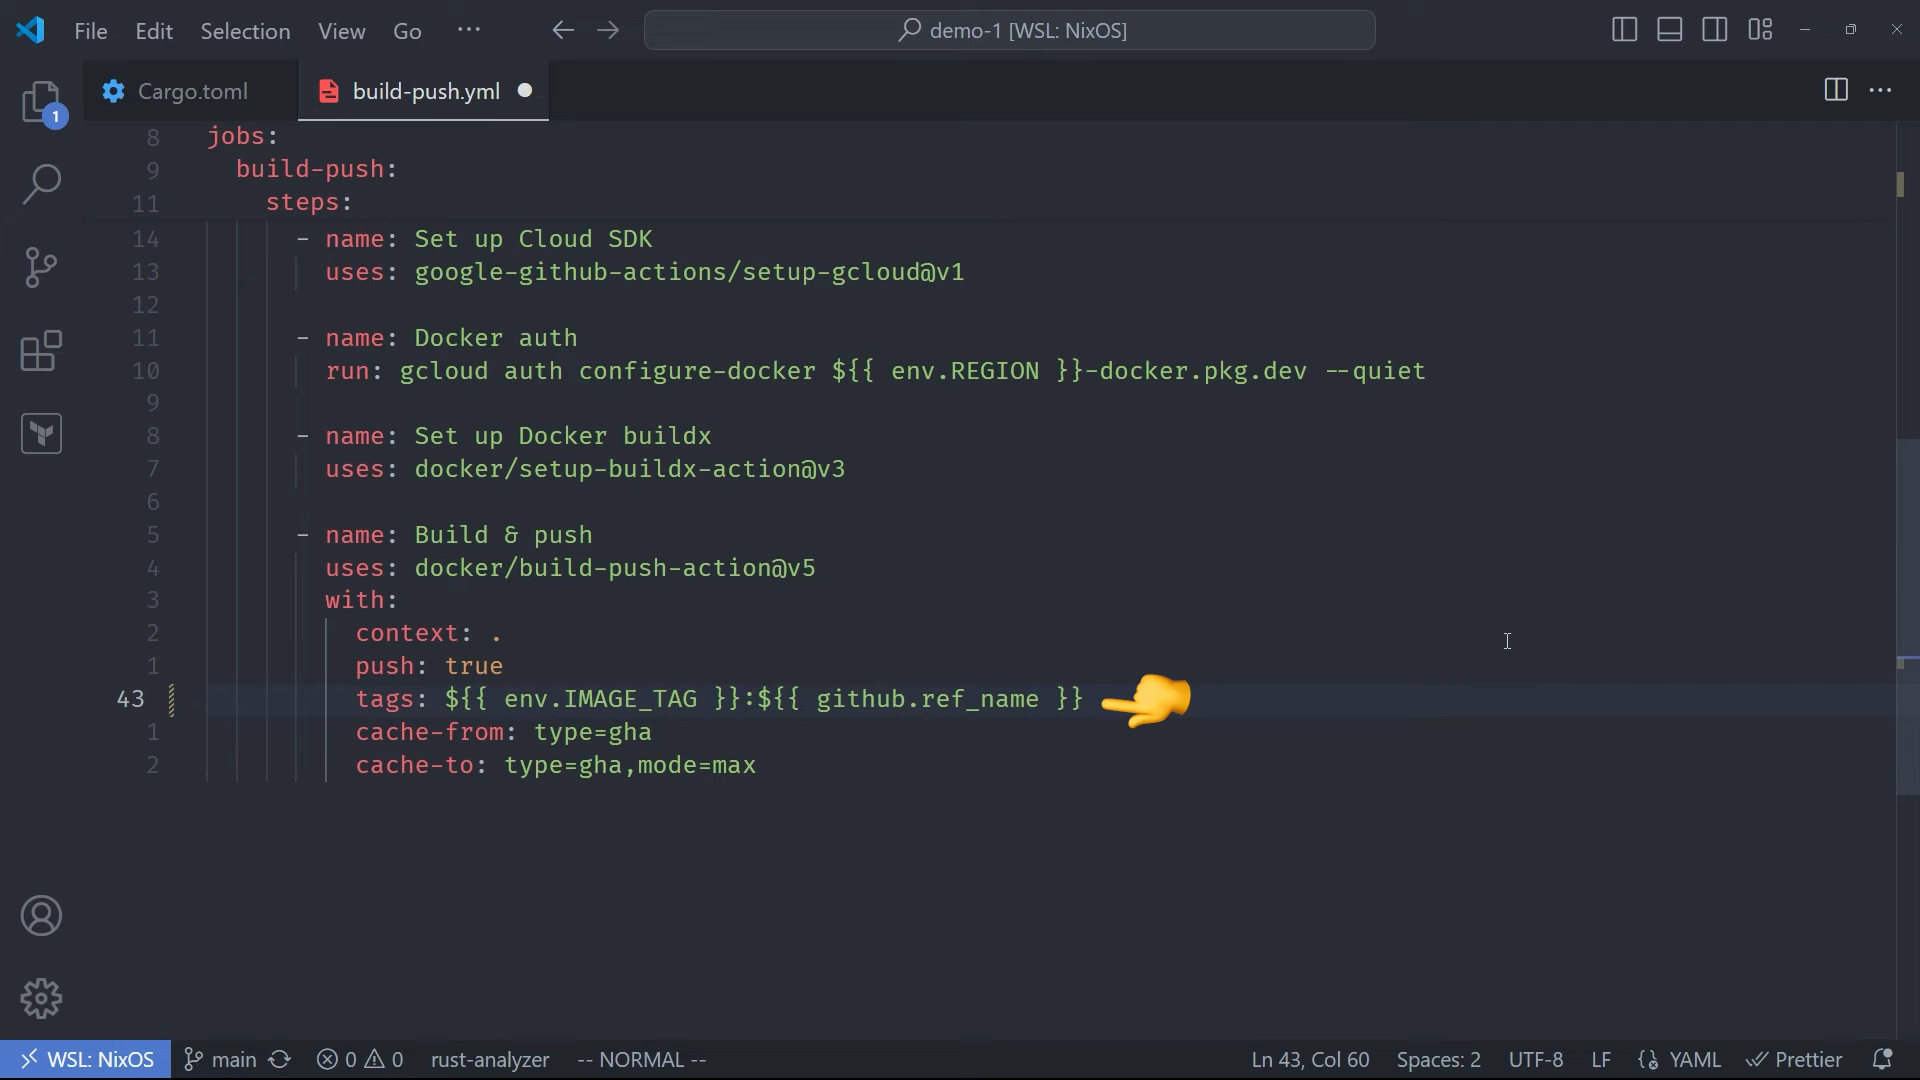 File Edit Selection View Go ··· demo-1 [WSL: NixOS]
1
Cargo.toml build-push.yml
8 jobs:
9 build-push:
11 steps:
14 - name: Set up Cloud SDK
13 uses: google-github-actions/setup-gcloud@v1
12
11 - name: Docker auth
10 run: gcloud auth configure-docker ${{ env.REGION }}-docker.pkg.dev --quiet
9
8 - name: Set up Docker buildx
7 uses: docker/setup-buildx-action@v3
6
5 - name: Build & push
4 uses: docker/build-push-action@v5
3 with:
2 context: .
1 push: true
43 tags: ${{ env.IMAGE_TAG }}:${{ github.ref_name }}
1 cache-from: type=gha
2 cache-to: type=gha,mode=max
WSL: NixOS main 0 0 rust-analyzer -- NORMAL -- Ln 43, Col 60 Spaces: 2 UTF-8 LF YAML Prettier